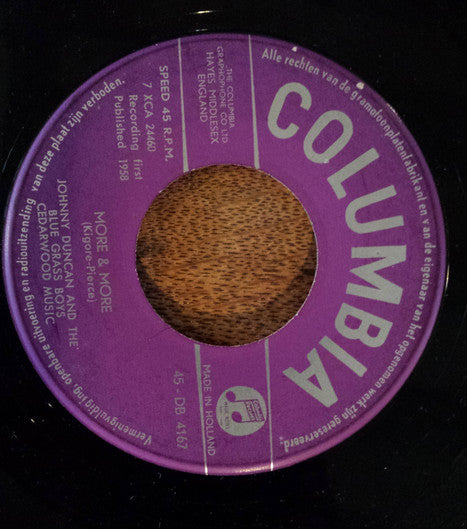 COLUMBIA
Alle rechten van de gramofoonplatenfabrikant en van de eigenaar van het opgenomen werk zijn gereserveerd.
THE COLUMBIA
GRAPHOPHONE CO LTD
HAYES · MIDDLESEX
ENGLAND
MADE IN HOLLAND
SPEED 45 R.P.M.
7 XCA 24460
Recording first
Published 1958
45 - DB 4167
MORE & MORE
(Kigore-Pierce)
JOHNNY DUNCAN AND THE
BLUE GRASS BOYS
CEDARWOOD MUSIC
Vermenigvuldiging, openbare uitvoering en radiouitzending van deze plaat zijn verboden.